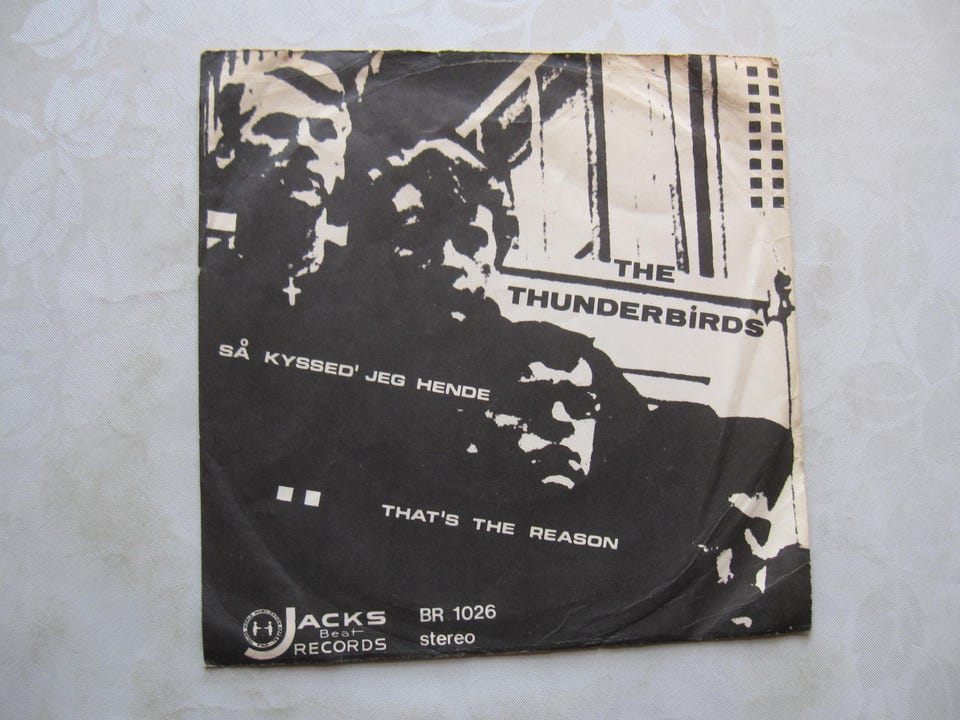 THE
THUNDERBiRDS
SÅ KYSSED' JEG HENDE
THAT'S THE REASON
JACKS
Beat
RECORDS
BR 1026
stereo